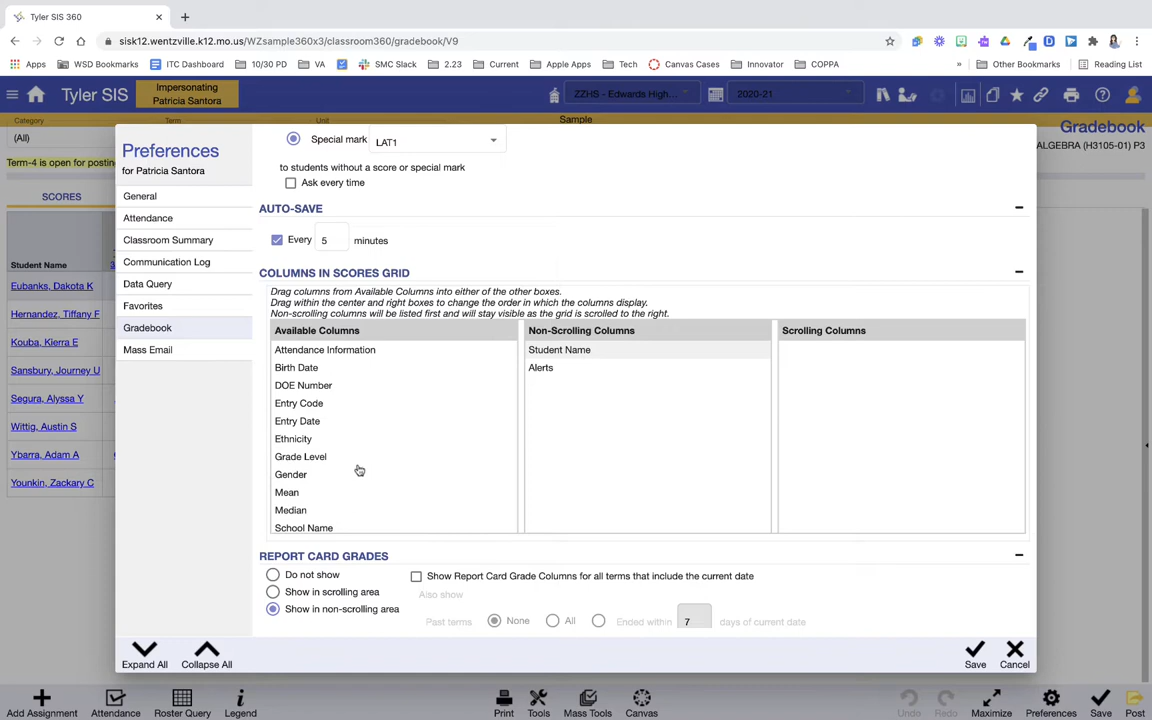 Tyler SIS 360
sisk12.wentzville.k12.mo.us/WZsample360x3/classroom360/gradebook/V9
Apps WSD Bookmarks ITC Dashboard 10/30 PD VA SMC Slack 2.23 Current Apple Apps Tech Canvas Cases Innovator COPPA » Other Bookmarks Reading List
Tyler SIS
Impersonating
Patricia Santora
ZZHS - Edwards High...
2020-21
Category Term Unit Sample
(All)
Gradebook
ALGEBRA (H3105-01) P3
Term-4 is open for postin
SCORES
Student Name
Eubanks, Dakota K
Hernandez, Tiffany F
Kouba, Kierra E
Sansbury, Journey U
Segura, Alyssa Y
Wittig, Austin S
Ybarra, Adam A
Younkin, Zackary C
Preferences
for Patricia Santora
General
Attendance
Classroom Summary
Communication Log
Data Query
Favorites
Gradebook
Mass Email
Special mark LAT1
to students without a score or special mark
Ask every time
AUTO-SAVE
Every 5 minutes
COLUMNS IN SCORES GRID
Drag columns from Available Columns into either of the other boxes.
Drag within the center and right boxes to change the order in which the columns display.
Non-scrolling columns will be listed first and will stay visible as the grid is scrolled to the right.
Available Columns Non-Scrolling Columns Scrolling Columns
Attendance Information Student Name
Birth Date Alerts
DOE Number
Entry Code
Entry Date
Ethnicity
Grade Level
Gender
Mean
Median
School Name
REPORT CARD GRADES
Do not show Show Report Card Grade Columns for all terms that include the current date
Show in scrolling area Also show
Show in non-scrolling area Past terms None All Ended within 7 days of current date
Expand All Collapse All Save Cancel
Add Assignment Attendance Roster Query Legend Print Tools Mass Tools Canvas Undo Redo Maximize Preferences Save Post